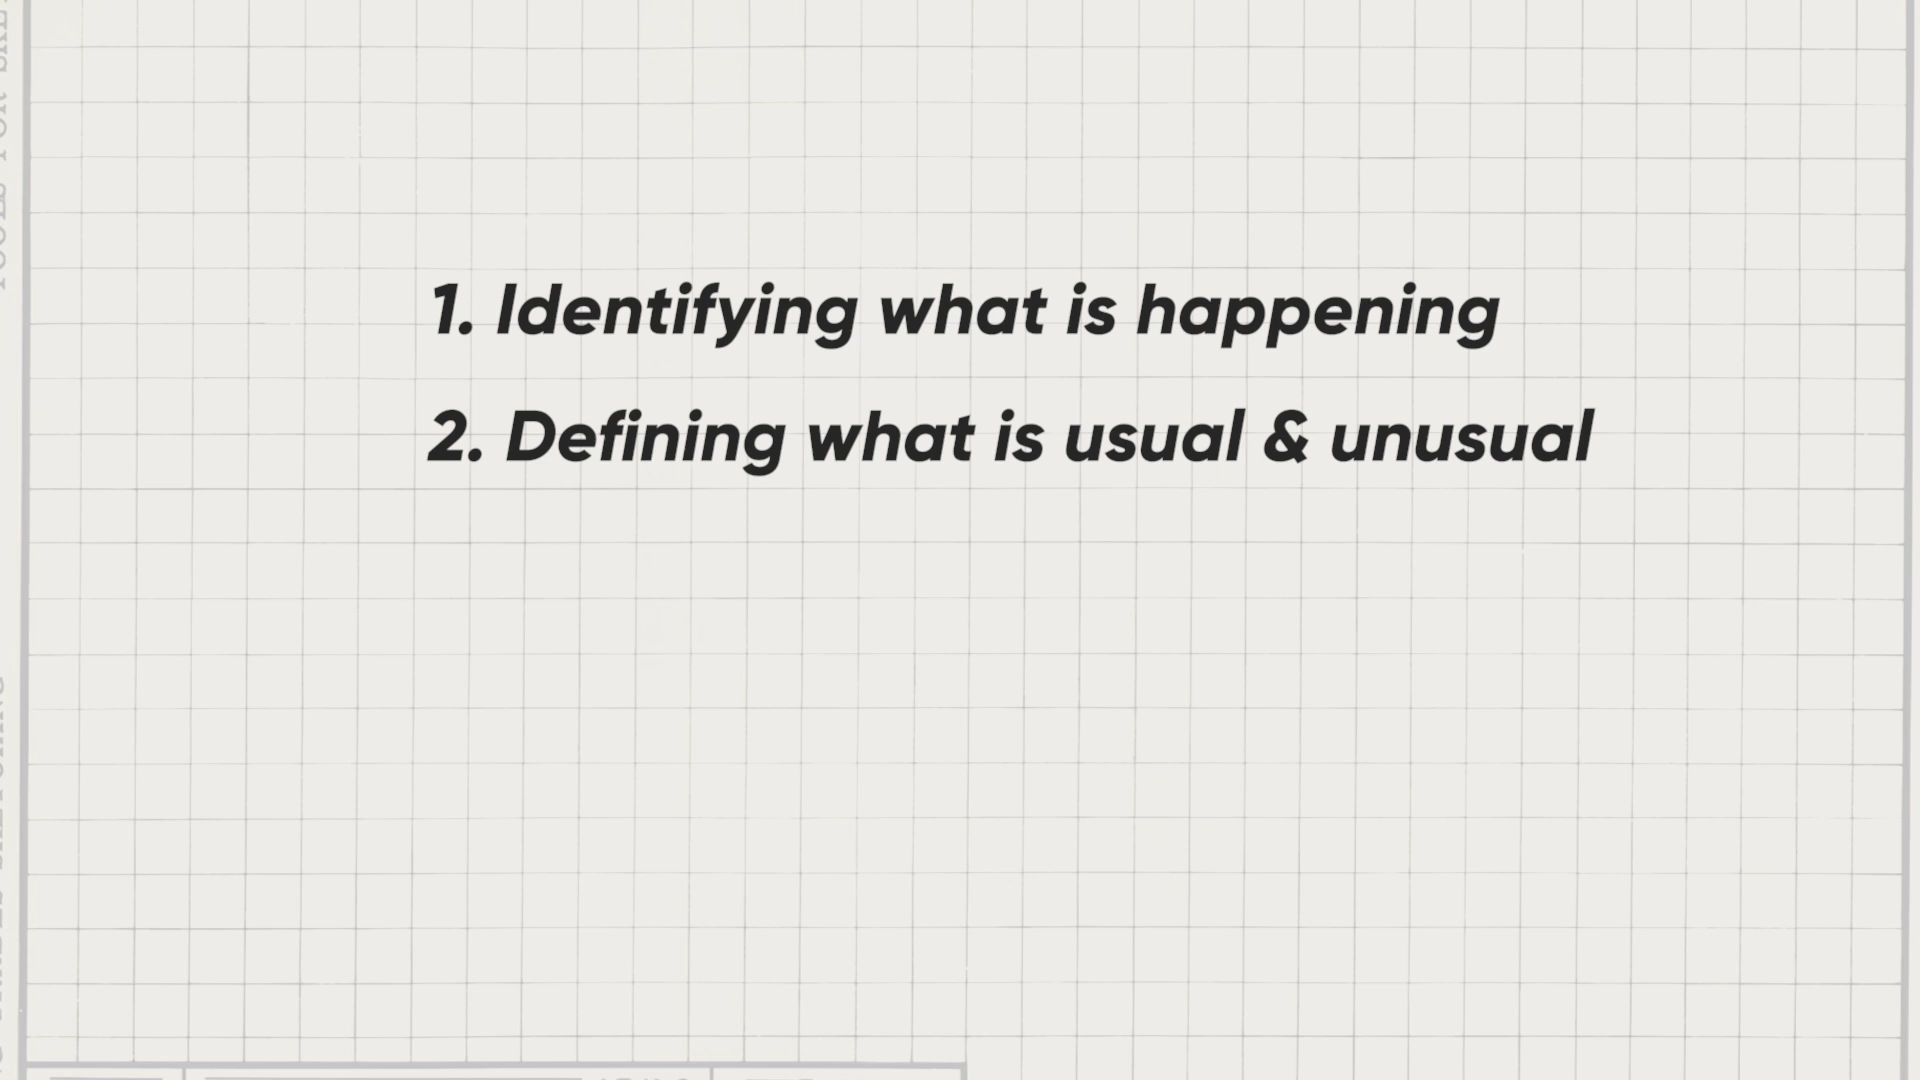 1. Identifying what is happening
2. Defining what is usual & unusual